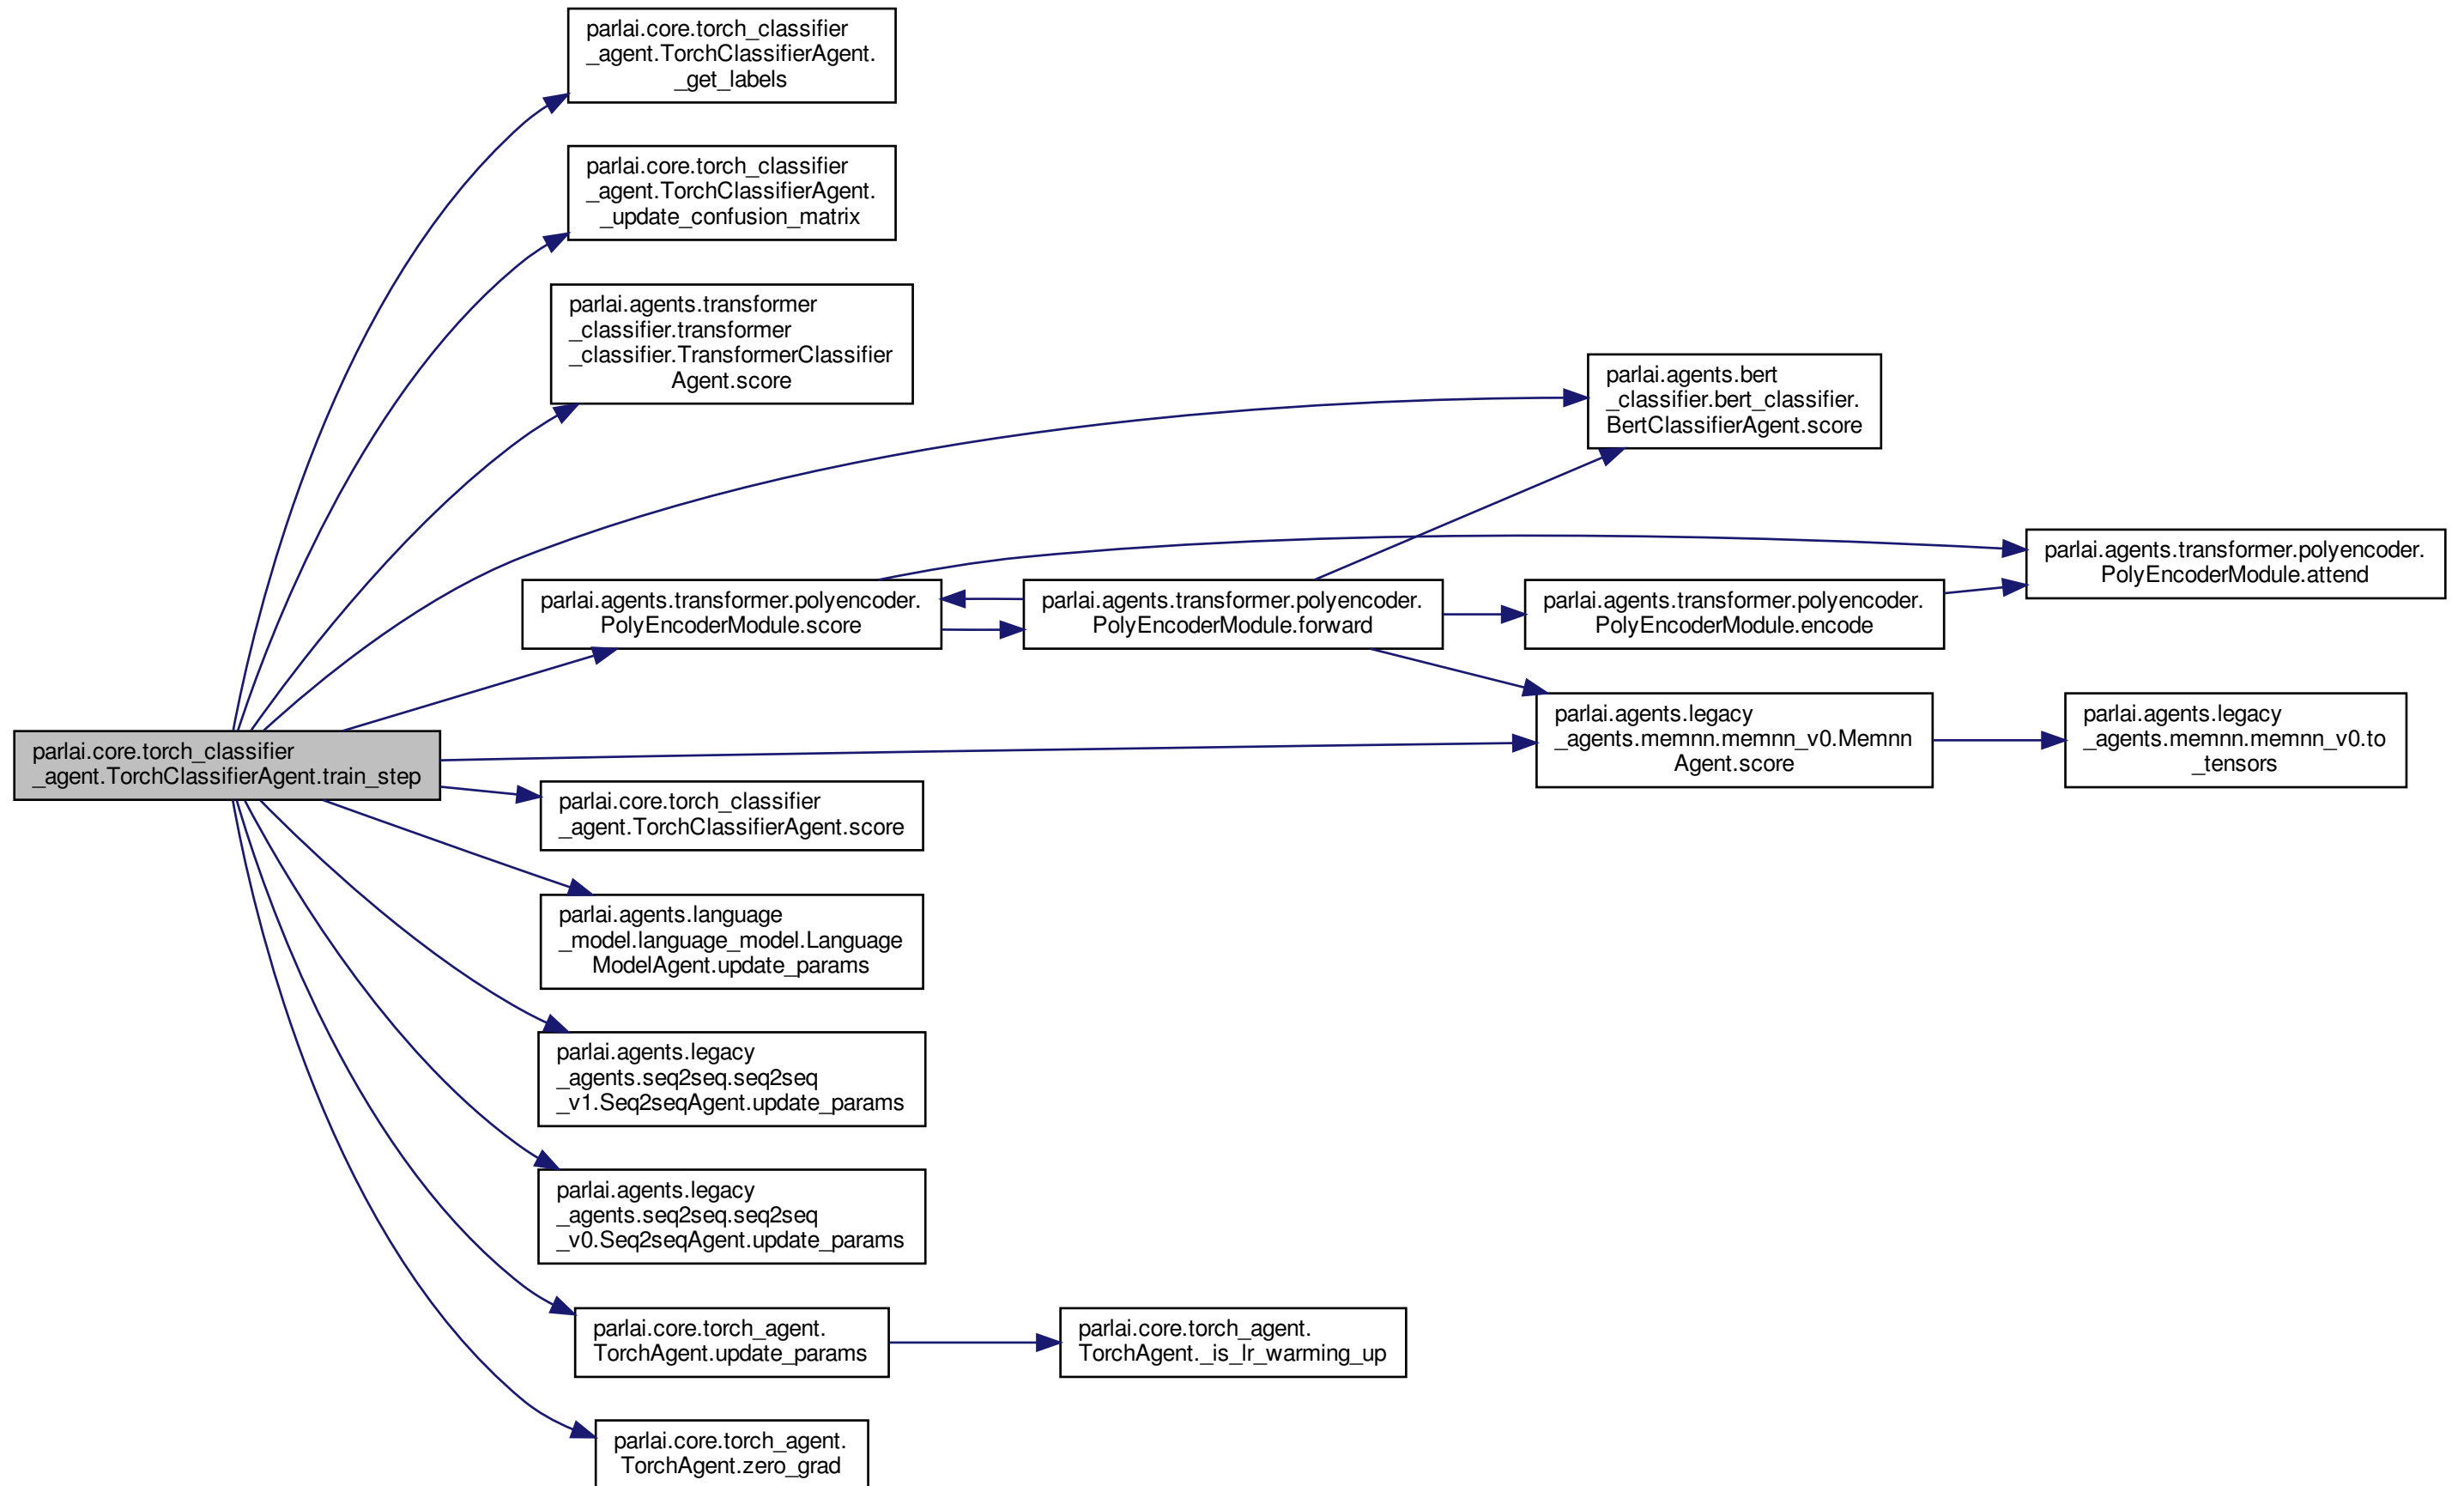 parlai.core.torch_classifier
_agent.TorchClassifierAgent.
_get_labels
parlai.core.torch_classifier
_agent.TorchClassifierAgent.
_update_confusion_matrix
parlai.agents.transformer
_classifier.transformer
_classifier.TransformerClassifier
Agent.score
parlai.agents.bert
_classifier.bert_classifier.
BertClassifierAgent.score
parlai.agents.transformer.polyencoder.
PolyEncoderModule.attend
parlai.agents.transformer.polyencoder.
PolyEncoderModule.score
parlai.agents.transformer.polyencoder.
PolyEncoderModule.forward
parlai.agents.transformer.polyencoder.
PolyEncoderModule.encode
parlai.agents.legacy
_agents.memnn.memnn_v0.Memnn
Agent.score
parlai.agents.legacy
_agents.memnn.memnn_v0.to
_tensors
parlai.core.torch_classifier
_agent.TorchClassifierAgent.train_step
parlai.core.torch_classifier
_agent.TorchClassifierAgent.score
parlai.agents.language
_model.language_model.Language
ModelAgent.update_params
parlai.agents.legacy
_agents.seq2seq.seq2seq
_v1.Seq2seqAgent.update_params
parlai.agents.legacy
_agents.seq2seq.seq2seq
_v0.Seq2seqAgent.update_params
parlai.core.torch_agent.
TorchAgent.update_params
parlai.core.torch_agent.
TorchAgent._is_lr_warming_up
parlai.core.torch_agent.
TorchAgent.zero_grad